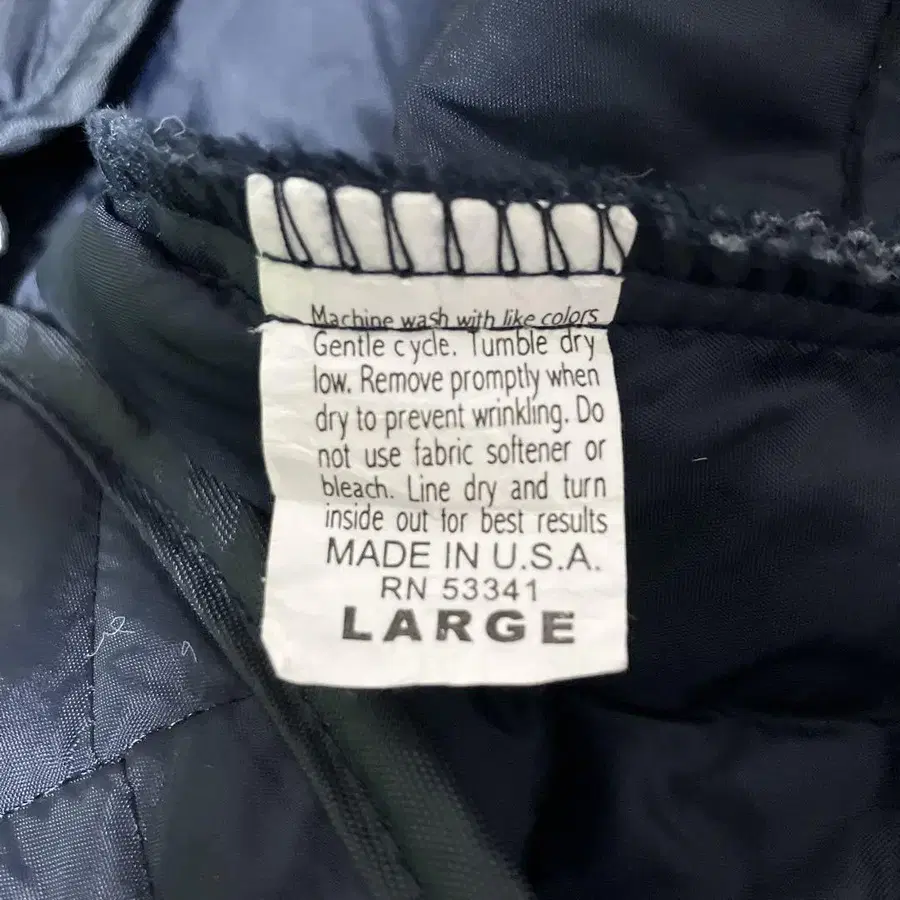 Machine wash with like colors
Gentle cycle. Tumble dry
low. Remove promptly when
dry to prevent wrinkling. Do
not use fabric softener or
bleach. Line dry and turn
inside out for best results
MADE IN U.S.A.
RN 53341
LARGE